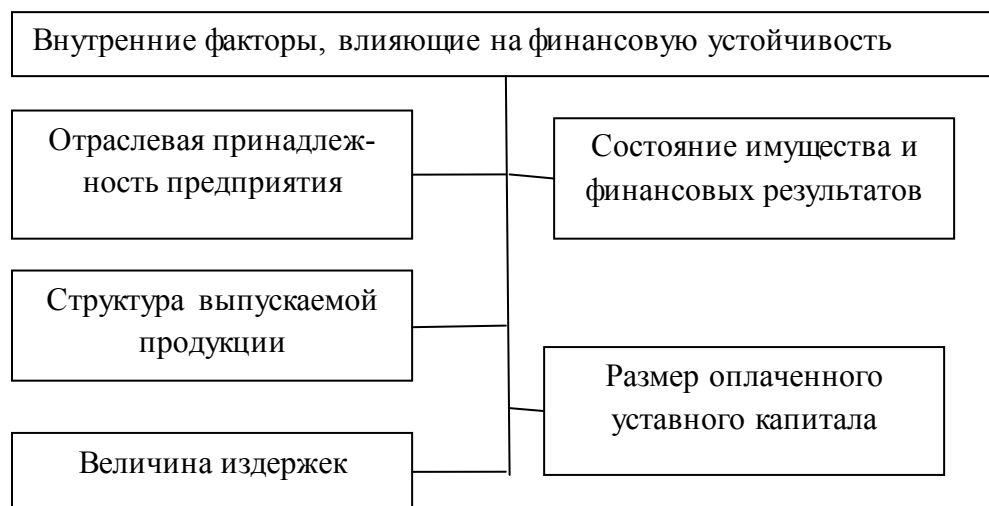 Внутренние факторы, влияющие на финансовую устойчивость
Отраслевая принадлеж-
ность предприятия
Состояние имущества и
финансовых результатов
Структура выпускаемой
продукции
Размер оплаченного
уставного капитала
Величина издержек